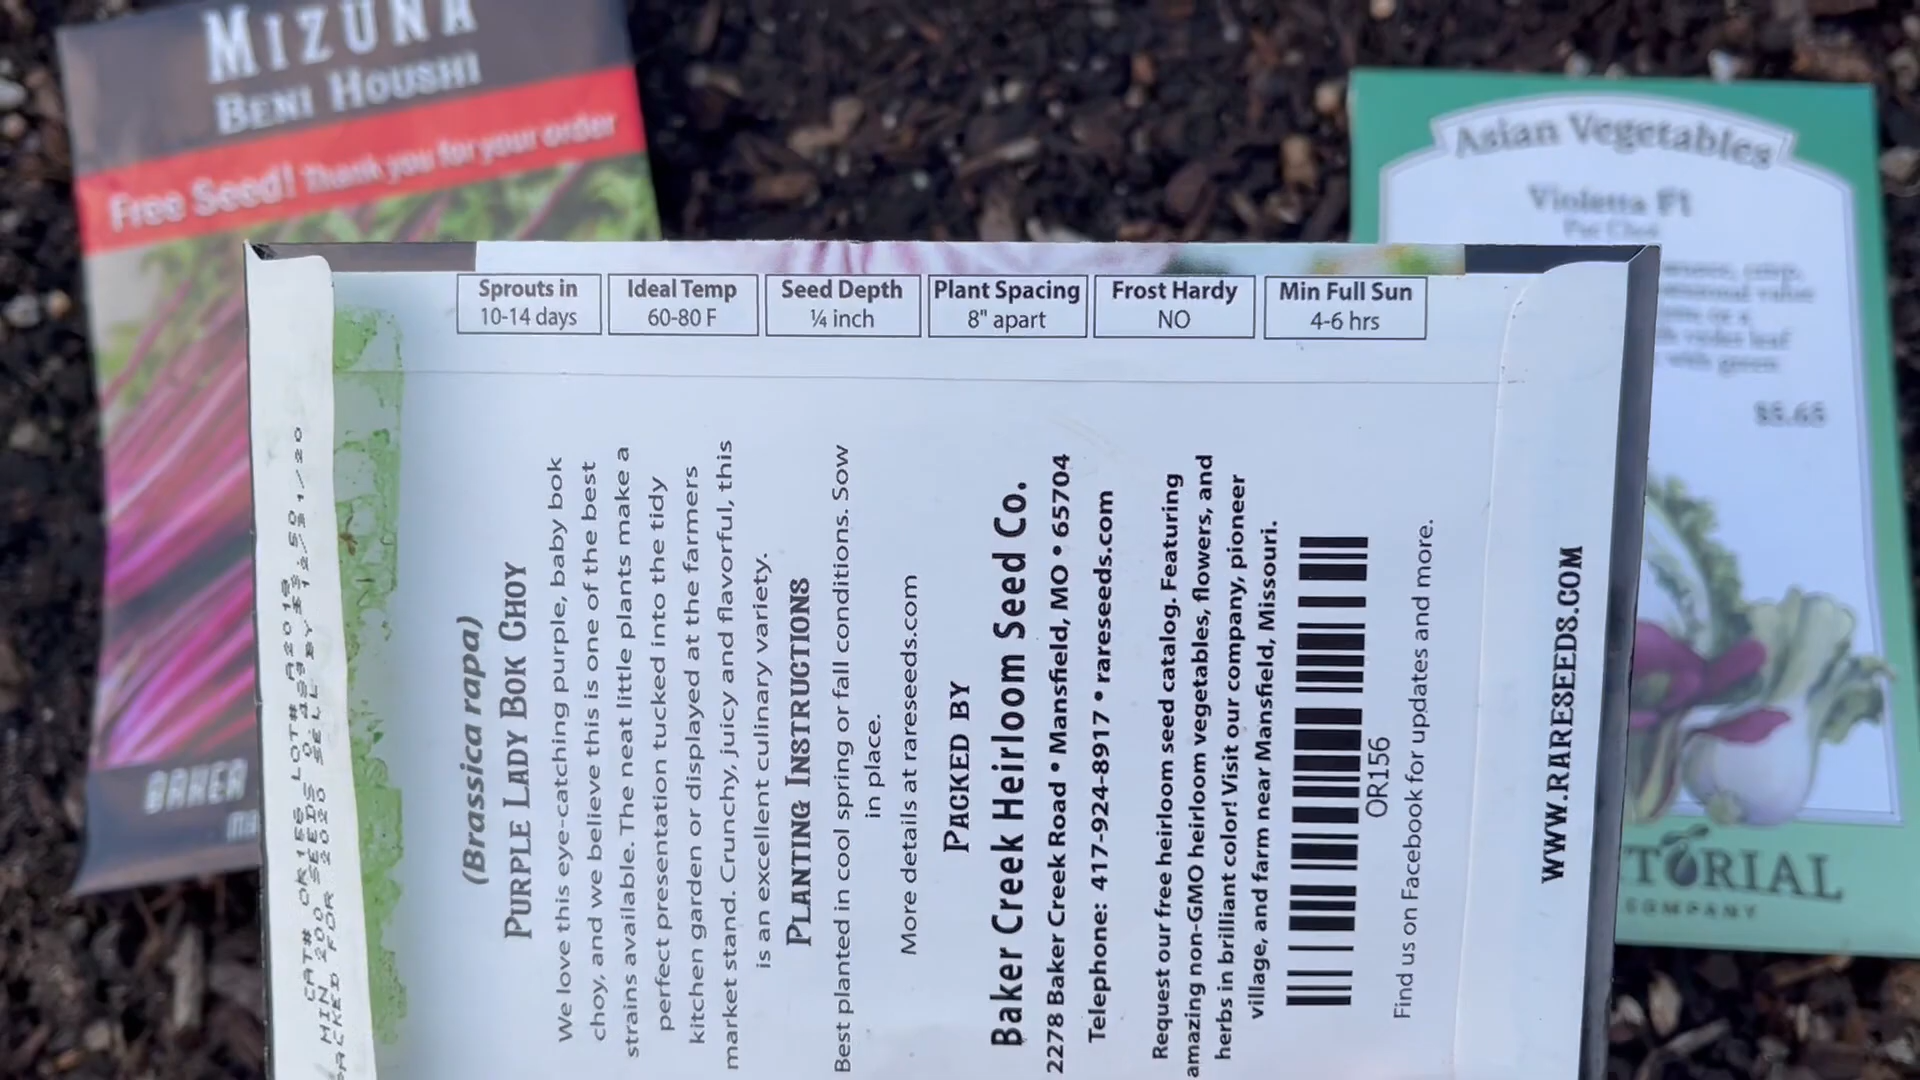 MIZUNA
BENI HOUSHI
Free Seed! Thank you for your order
BAKER
Asian Vegetables
Violetta F1
Pac Choi
with green
$5.65
TORIAL
COMPANY
Sprouts in
10-14 days
Ideal Temp
60-80 F
Seed Depth
¼ inch
Plant Spacing
8" apart
Frost Hardy
NO
Min Full Sun
4-6 hrs
CAT# OR156 LOT# A2019
MIN 200 SEEDS
PACKED FOR 2020 SELL BY 12/31/20
(Brassica rapa)
PURPLE LADY BOK CHOY
We love this eye-catching purple, baby bok
choy, and we believe this is one of the best
strains available. The neat little plants make a
perfect presentation tucked into the tidy
kitchen garden or displayed at the farmers
market stand. Crunchy, juicy and flavorful, this
is an excellent culinary variety.
PLANTING INSTRUCTIONS
Best planted in cool spring or fall conditions. Sow
in place.
More details at rareseeds.com
PACKED BY
Baker Creek Heirloom Seed Co.
2278 Baker Creek Road • Mansfield, MO • 65704
Telephone: 417-924-8917 • rareseeds.com
Request our free heirloom seed catalog. Featuring
amazing non-GMO heirloom vegetables, flowers, and
herbs in brilliant color! Visit our company, pioneer
village, and farm near Mansfield, Missouri.
OR156
Find us on Facebook for updates and more.
WWW.RARESEEDS.COM